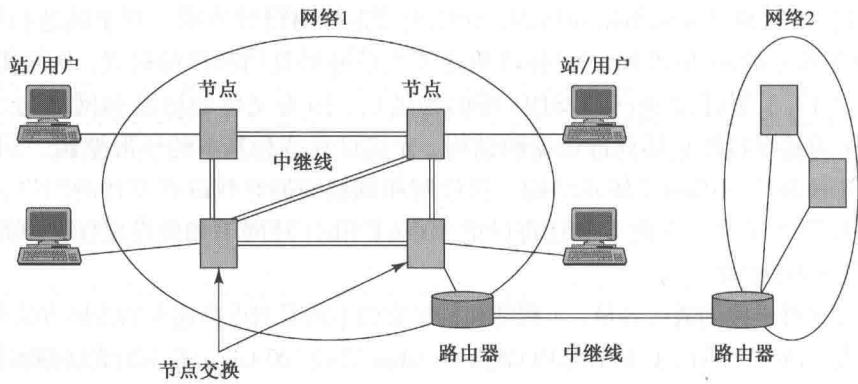 网络1
网络2
站/用户
节点
节点
站/用户
中继线
节点交换
路由器
中继线
路由器